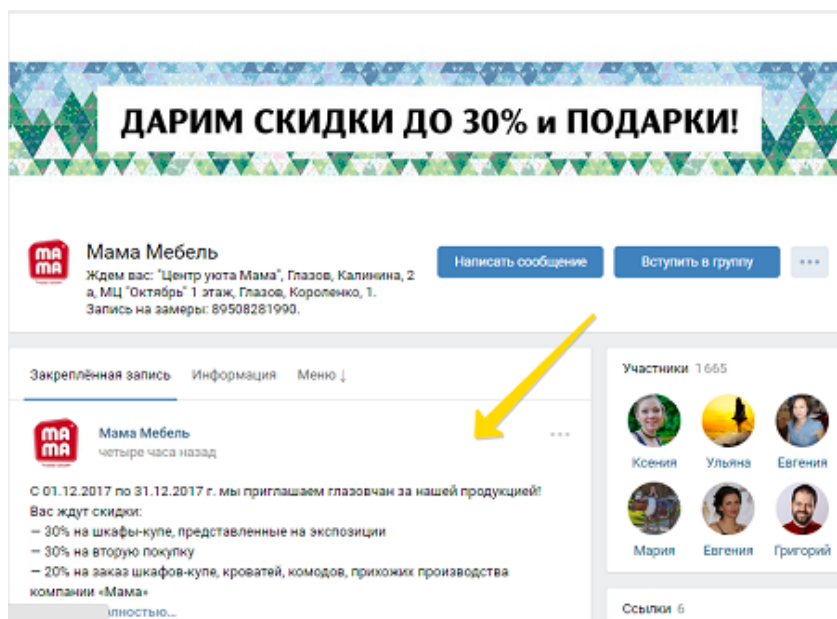 ДАРИМ СКИДКИ ДО 30% и ПОДАРКИ!
МА
МА
Мама Мебель
Ждем вас: "Центр уюта Мама", Глазов, Калинина, 2
а, МЦ "Октябрь" 1 этаж, Глазов, Короленко, 1.
Запись на замеры: 89508281990.
Написать сообщение
Вступить в группу
Закреплённая запись Информация Меню ↓
МА
МА
Мама Мебель
четыре часа назад
С 01.12.2017 по 31.12.2017 г. мы приглашаем глазовчан за нашей продукцией!
Вас ждут скидки:
— 30% на шкафы-купе, представленные на экспозиции
— 30% на вторую покупку
— 20% на заказ шкафов-купе, кроватей, комодов, прихожих производства
компании «Мама»
Участники 1665
Ксения Ульяна Евгения
Мария Евгения Григорий
Ссылки 6